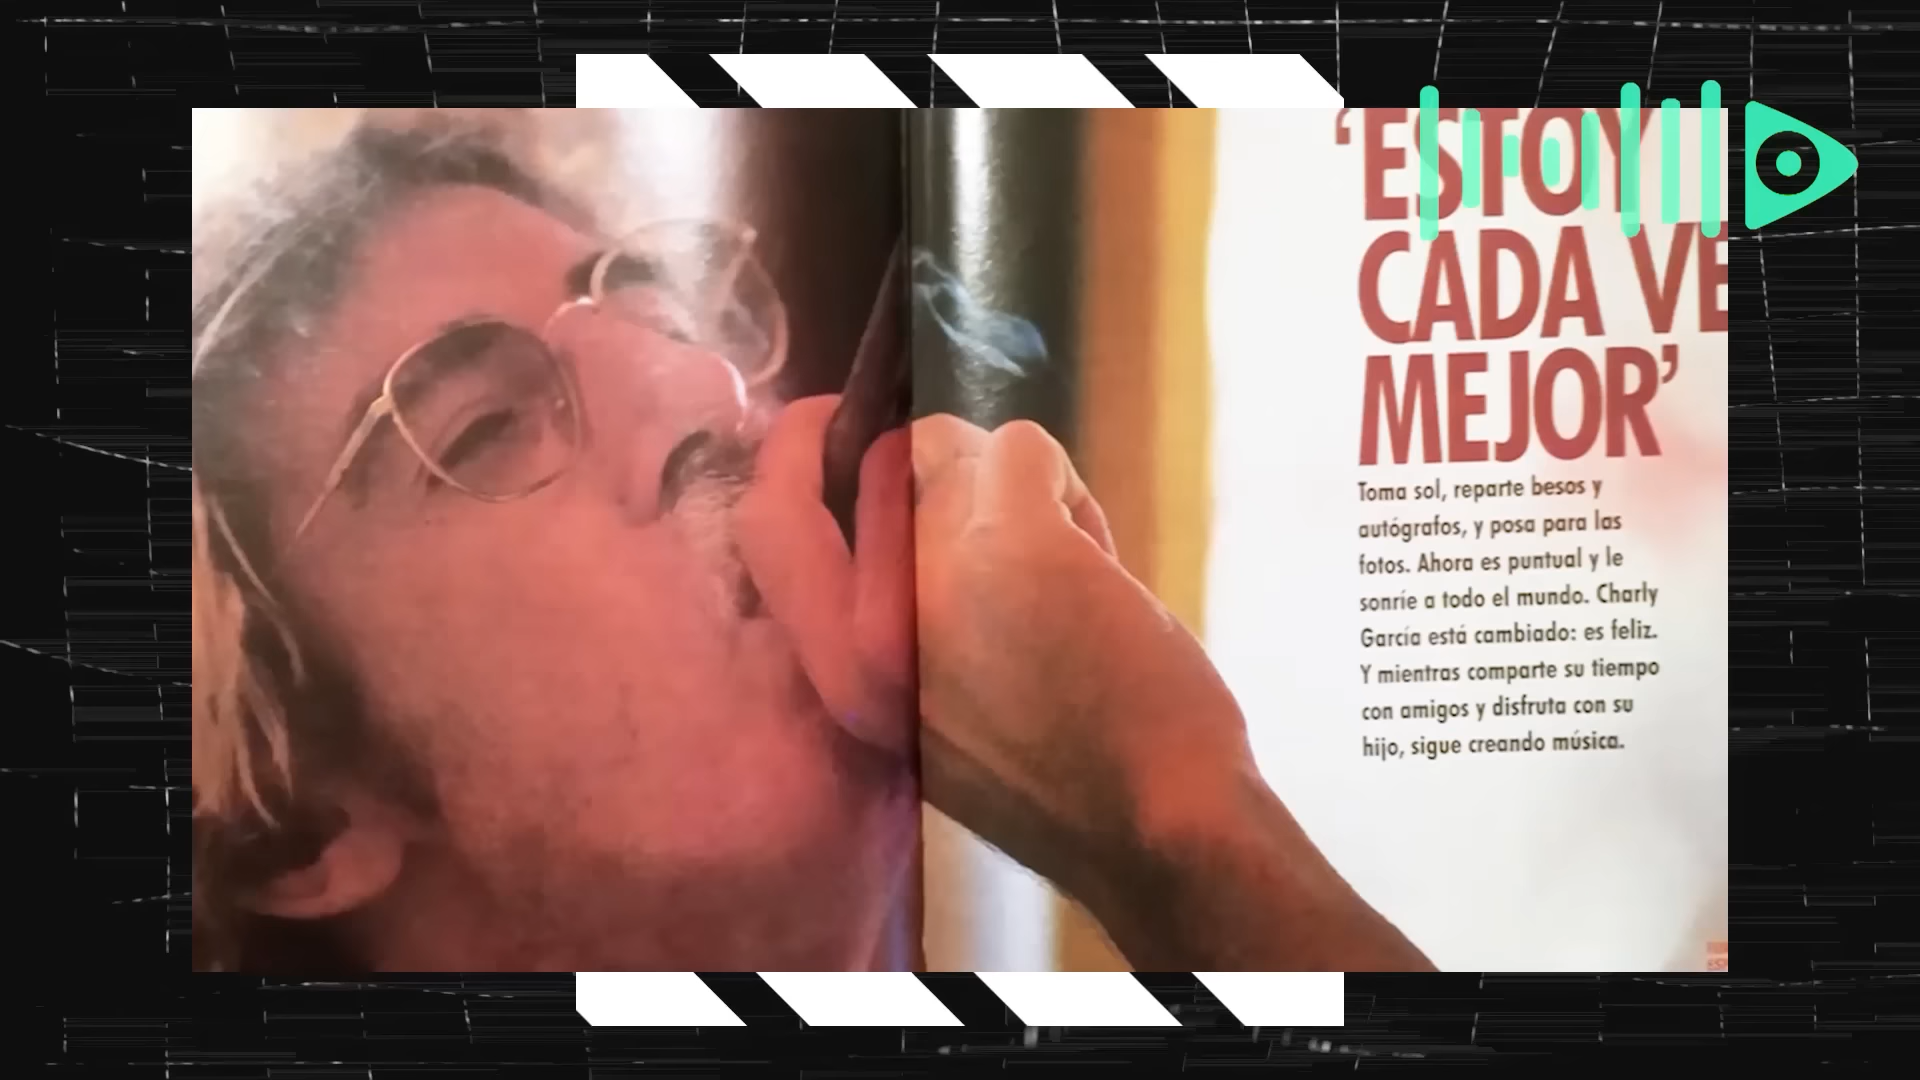 ‘ESTOY
CADA VE
MEJOR’
Toma sol, reparte besos y
autógrafos, y posa para las
fotos. Ahora es puntual y le
sonríe a todo el mundo. Charly
García está cambiado: es feliz.
Y mientras comparte su tiempo
con amigos y disfruta con su
hijo, sigue creando música.